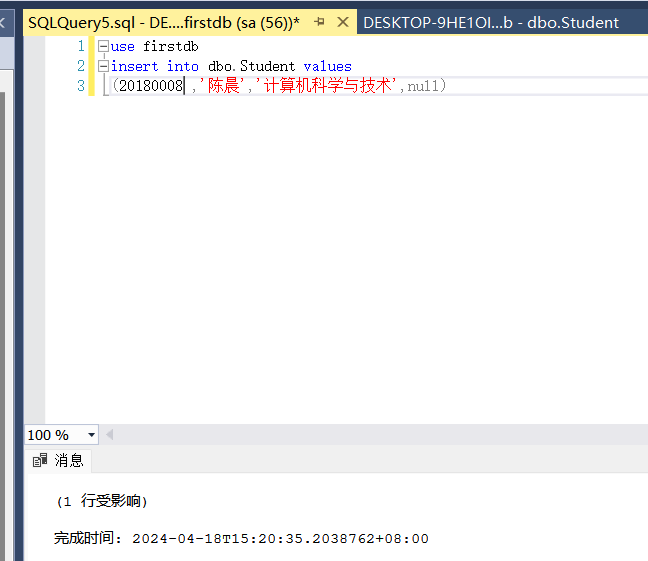 SQLQuery5.sql - DE....firstdb (sa (56))* DESKTOP-9HE1OI...b - dbo.Student
1 use firstdb
2 insert into dbo.Student values
3 (20180008 ,'陈晨','计算机科学与技术',null)
100 %
消息
(1 行受影响)
完成时间: 2024-04-18T15:20:35.2038762+08:00